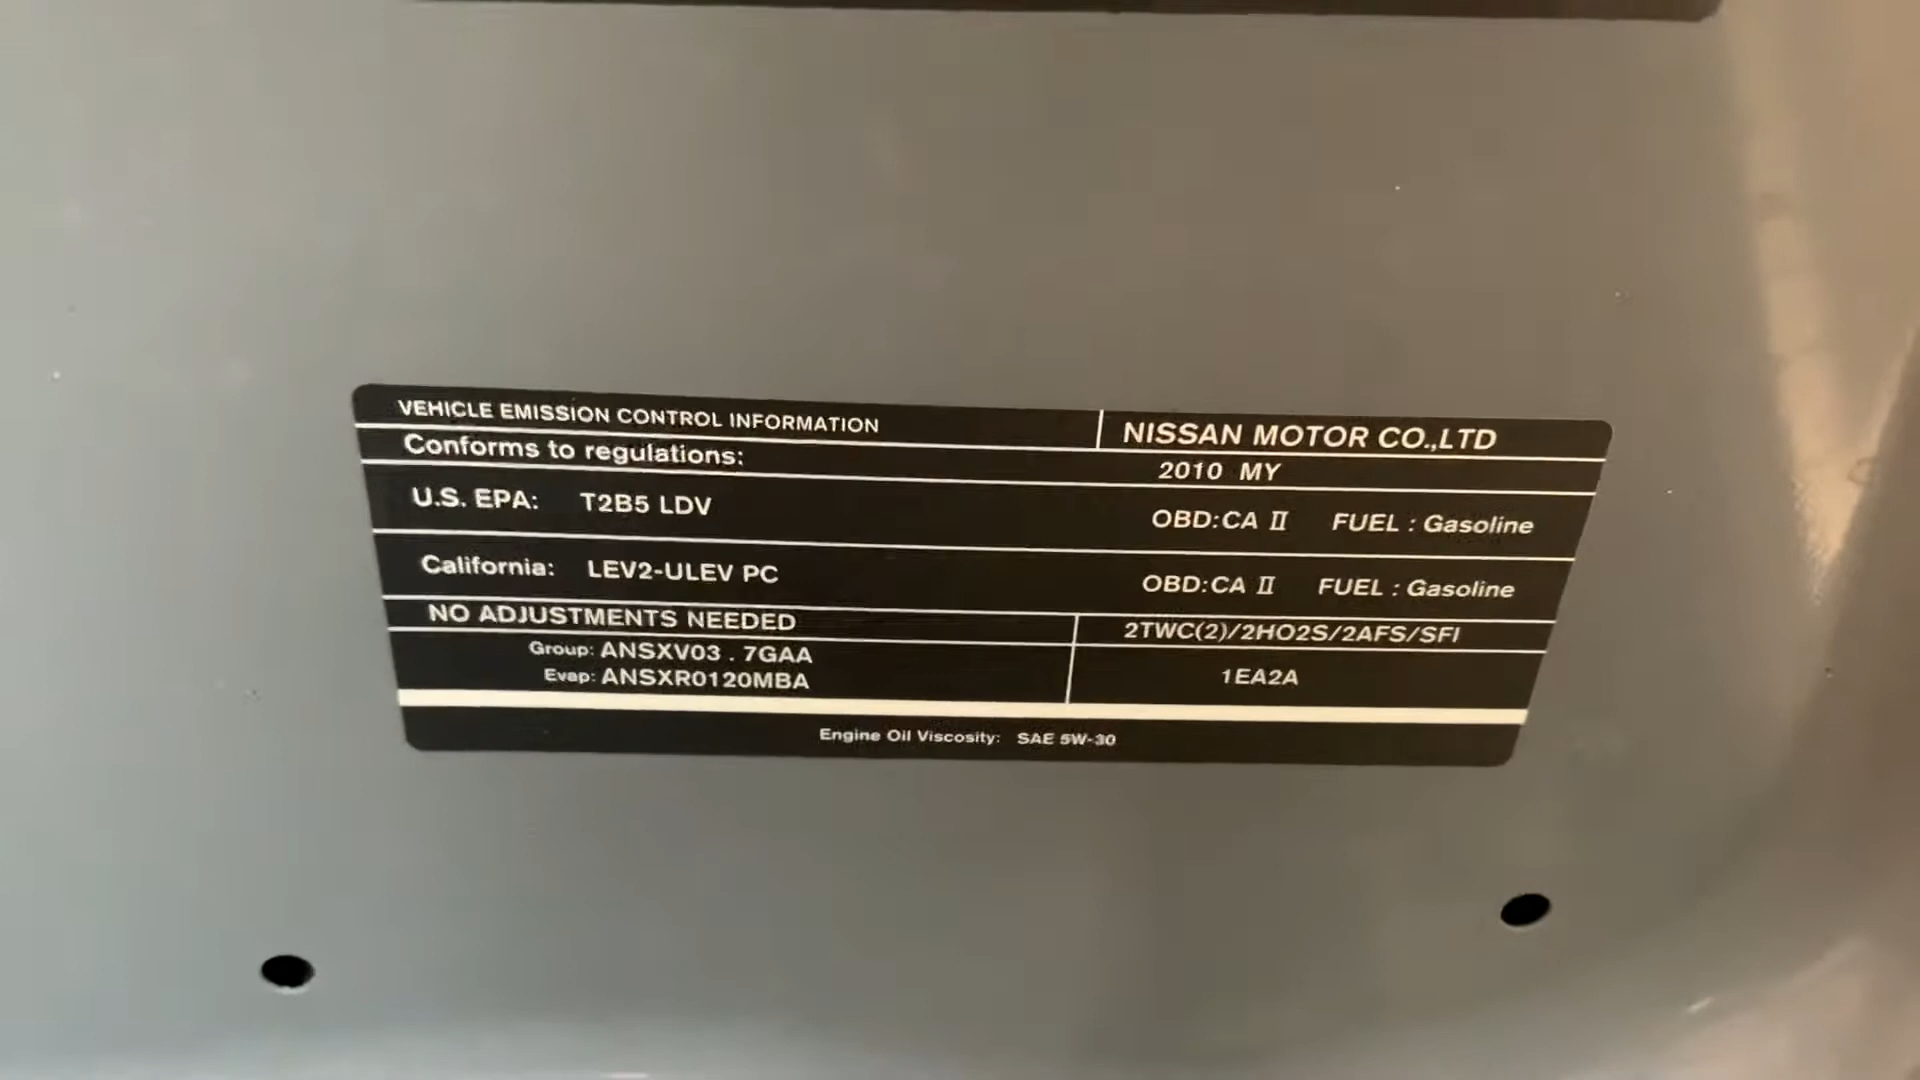 VEHICLE EMISSION CONTROL INFORMATION
NISSAN MOTOR CO.,LTD
Conforms to regulations:
2010 MY
U.S. EPA: T2B5 LDV OBD:CA II FUEL : Gasoline
California: LEV2-ULEV PC OBD:CA II FUEL : Gasoline
NO ADJUSTMENTS NEEDED
2TWC(2)/2HO2S/2AFS/SFI
Group: ANSXV03 . 7GAA
Evap: ANSXR0120MBA
1EA2A
Engine Oil Viscosity: SAE 5W-30